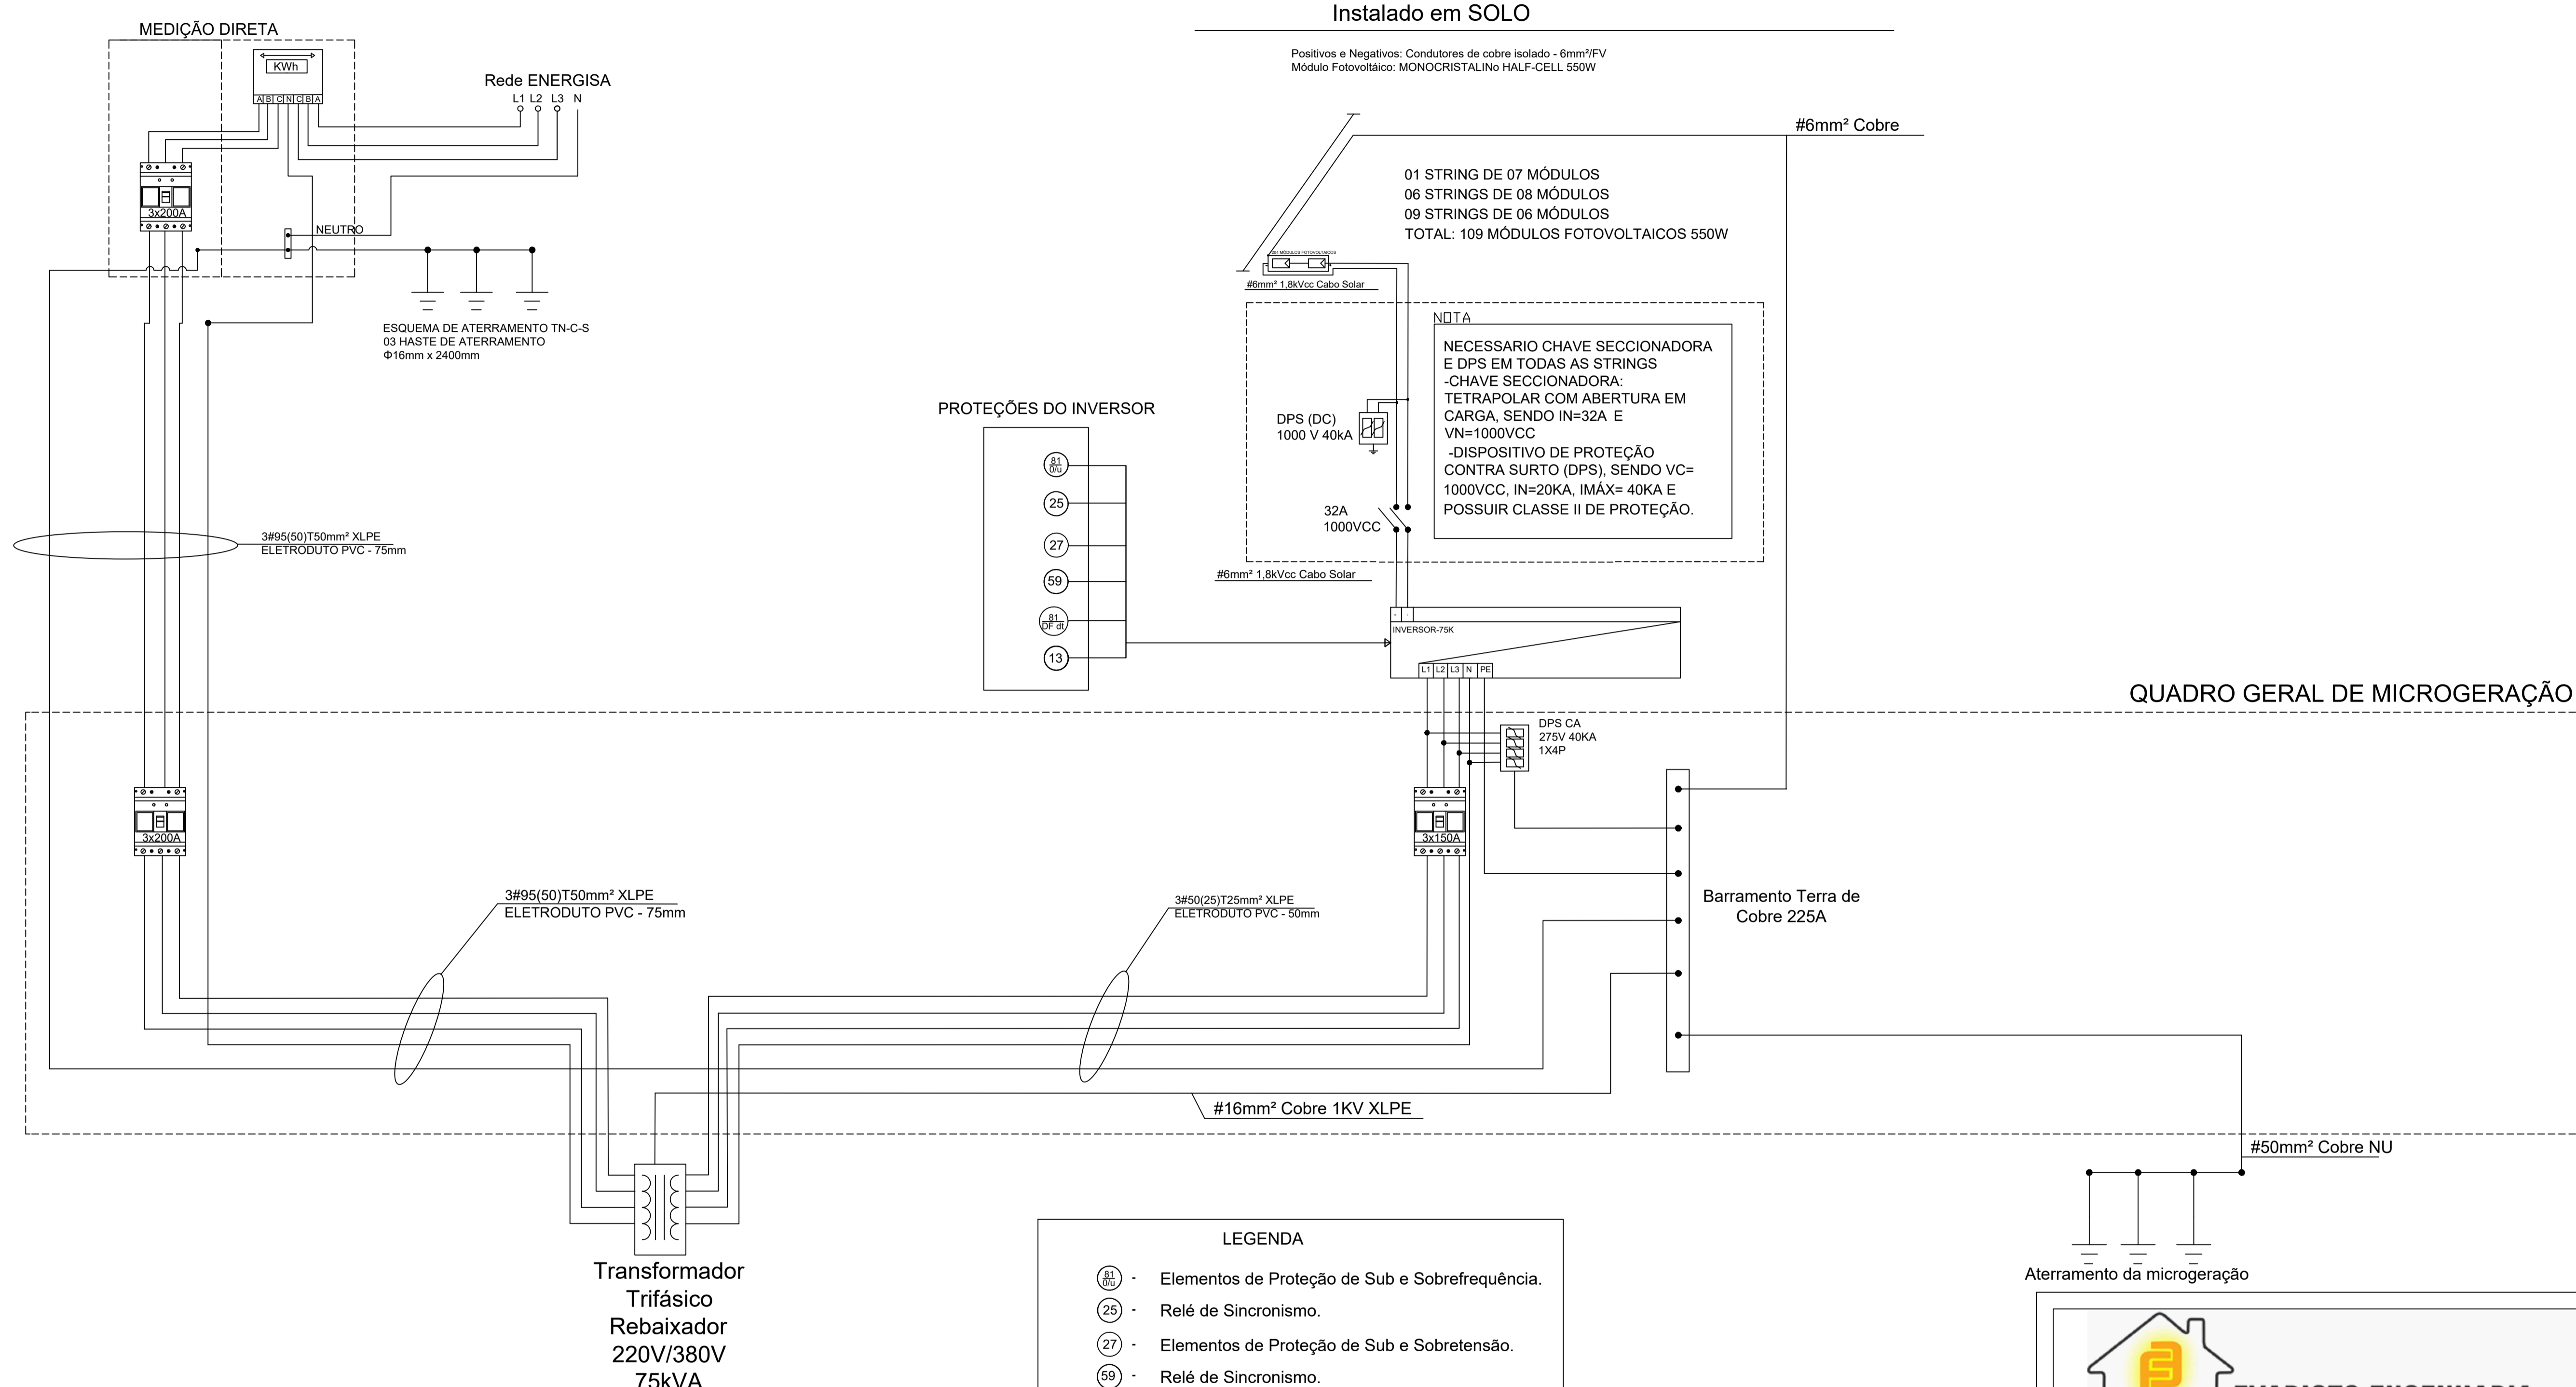 Instalado em SOLO
Positivos e Negativos: Condutores de cobre isolado - 6mm²/FV
Módulo Fotovoltáico: MONOCRISTALINo HALF-CELL 550W
MEDIÇÃO DIRETA
KWh
A B C N C B A
Rede ENERGISA
L1 L2 L3 N
3x200A
NEUTRO
ESQUEMA DE ATERRAMENTO TN-C-S
03 HASTE DE ATERRAMENTO
Φ16mm x 2400mm
#6mm² Cobre
01 STRING DE 07 MÓDULOS
06 STRINGS DE 08 MÓDULOS
09 STRINGS DE 06 MÓDULOS
TOTAL: 109 MÓDULOS FOTOVOLTAICOS 550W
#6mm² 1,8kVcc Cabo Solar
NOTA
NECESSARIO CHAVE SECCIONADORA
E DPS EM TODAS AS STRINGS
-CHAVE SECCIONADORA:
TETRAPOLAR COM ABERTURA EM
CARGA, SENDO IN=32A E
VN=1000VCC
-DISPOSITIVO DE PROTEÇÃO
CONTRA SURTO (DPS), SENDO VC=
1000VCC, IN=20KA, IMÁX= 40KA E
POSSUIR CLASSE II DE PROTEÇÃO.
DPS (DC)
1000 V 40kA
32A
1000VCC
#6mm² 1,8kVcc Cabo Solar
PROTEÇÕES DO INVERSOR
81
0/u
25
27
59
81
DF dt
13
3#95(50)T50mm² XLPE
ELETRODUTO PVC - 75mm
+ -
INVERSOR-75K
L1 L2 L3 N PE
QUADRO GERAL DE MICROGERAÇÃO
DPS CA
275V 40KA
1X4P
3x200A
3x150A
3#95(50)T50mm² XLPE
ELETRODUTO PVC - 75mm
3#50(25)T25mm² XLPE
ELETRODUTO PVC - 50mm
Barramento Terra de
Cobre 225A
#16mm² Cobre 1KV XLPE
#50mm² Cobre NU
Aterramento da microgeração
Transformador
Trifásico
Rebaixador
220V/380V
75kVA
LEGENDA
81
0/u - Elementos de Proteção de Sub e Sobrefrequência.
25 - Relé de Sincronismo.
27 - Elementos de Proteção de Sub e Sobretensão.
59 - Relé de Sincronismo.